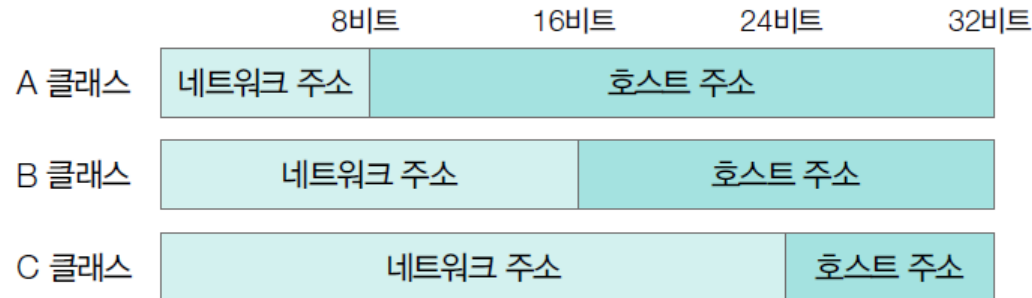 8비트 16비트 24비트 32비트
A 클래스 네트워크 주소 호스트 주소
B 클래스 네트워크 주소 호스트 주소
C 클래스 네트워크 주소 호스트 주소